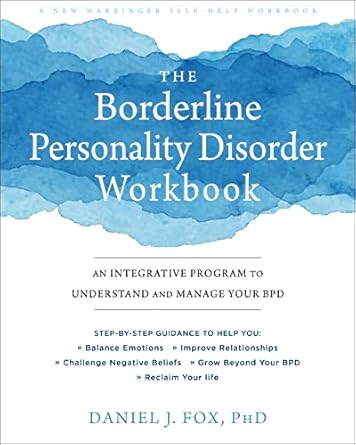 A NEW HARBINGER SELF-HELP WORKBOOK
THE
Borderline
Personality Disorder
Workbook
AN INTEGRATIVE PROGRAM TO
UNDERSTAND AND MANAGE YOUR BPD
STEP-BY-STEP GUIDANCE TO HELP YOU:
» Balance Emotions » Improve Relationships
» Challenge Negative Beliefs » Grow Beyond Your BPD
» Reclaim Your life
DANIEL J. FOX, PHD